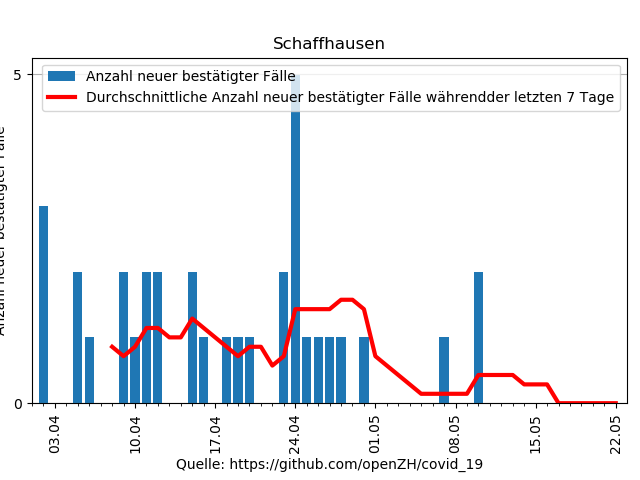 Schaffhausen
Anzahl neuer bestätigter Fälle
Durchschnittliche Anzahl neuer bestätigter Fälle währendder letzten 7 Tage
Anzahl neuer bestätigter Fälle
5
0
03.04
10.04
17.04
24.04
01.05
08.05
15.05
22.05
Quelle: https://github.com/openZH/covid_19